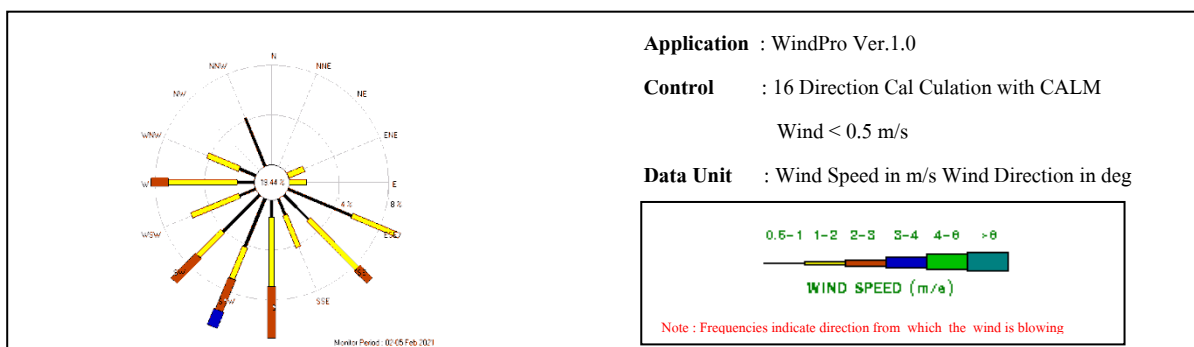 N
NNW
NNE
NW
NE
WNW
ENE
W
19.44 %
E
4 %
8 %
WSW
ESE
SW
SE
SSW
SSE
Monitor Period : 02-05 Feb 2021
Application : WindPro Ver.1.0
Control : 16 Direction Cal Culation with CALM
Wind < 0.5 m/s
Data Unit : Wind Speed in m/s Wind Direction in deg
0.5-1 1-2 2-3 3-4 4-6 >6
WIND SPEED (m/s)
Note : Frequencies indicate direction from which the wind is blowing